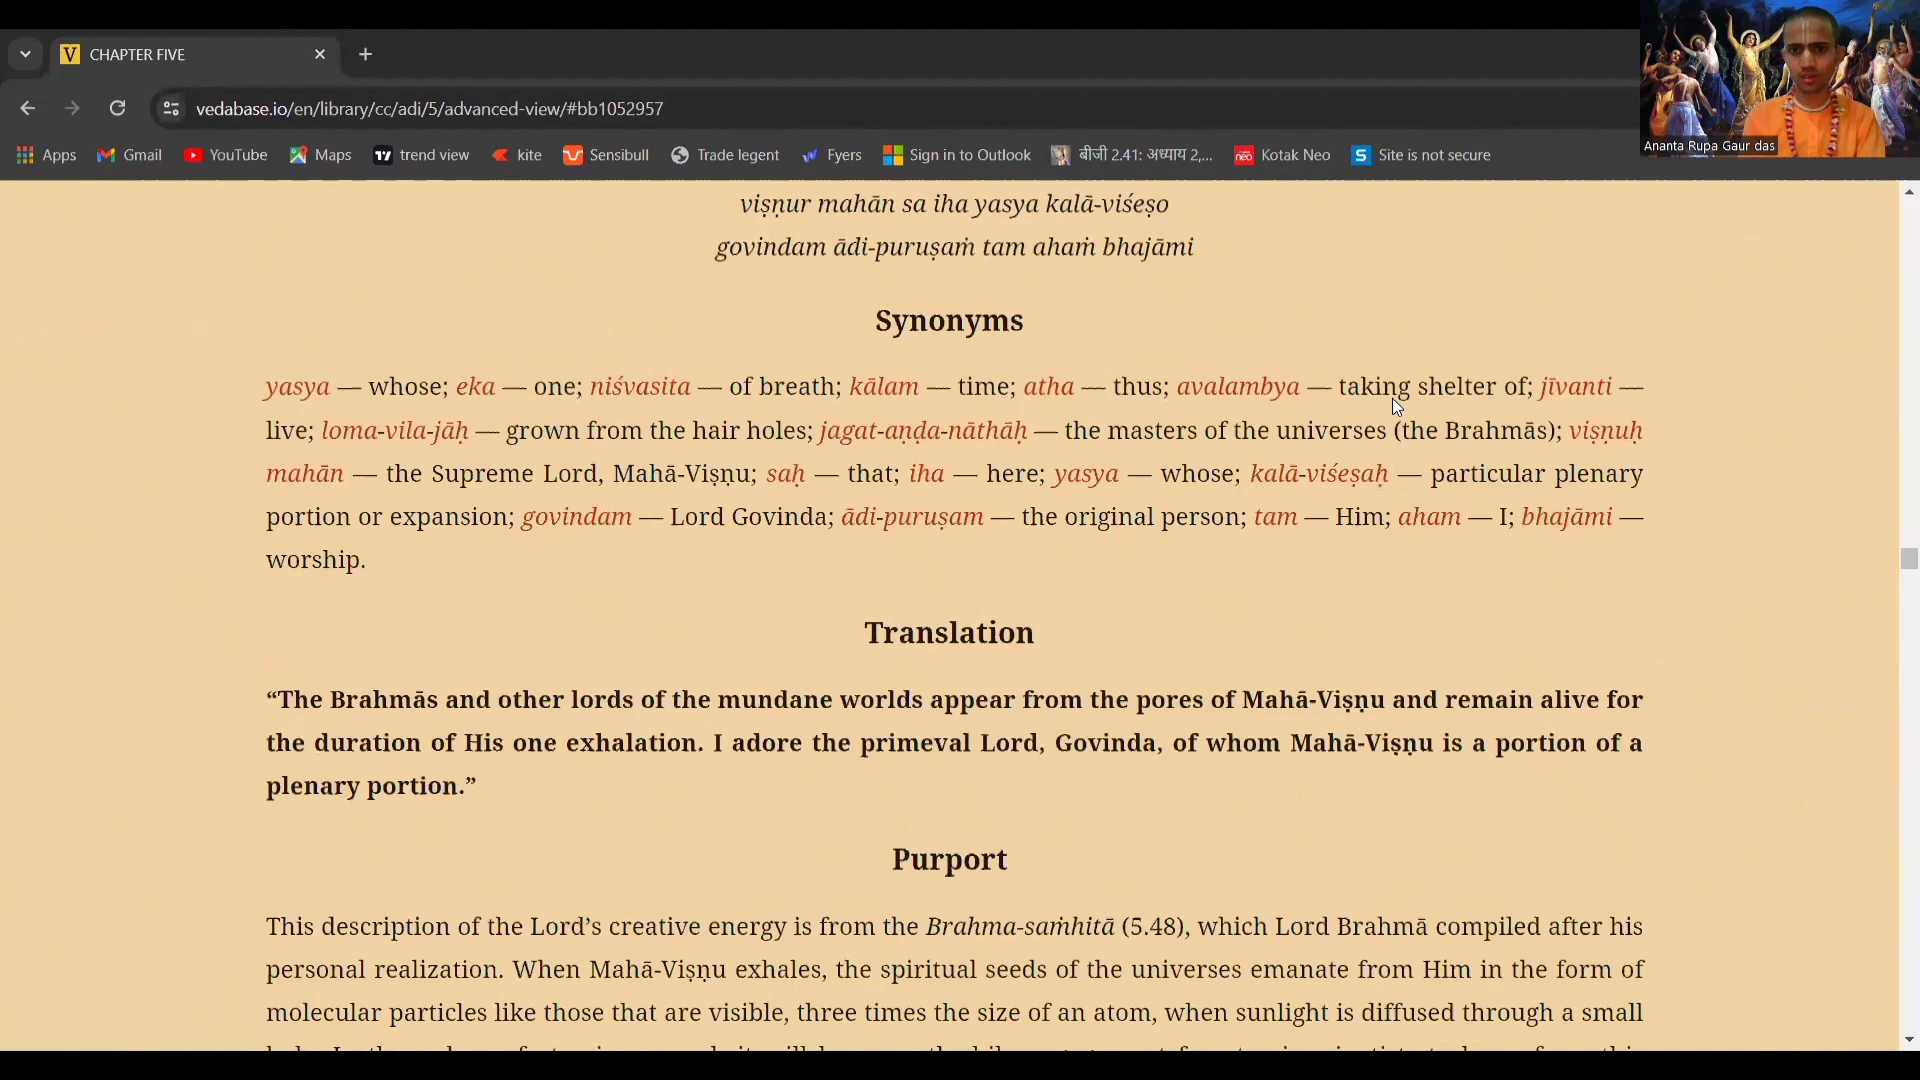 CHAPTER FIVE
vedabase.io/en/library/cc/adi/5/advanced-view/#bb1052957
Apps Gmail YouTube Maps trend view kite Sensibull Trade legent Fyers Sign in to Outlook बीजी 2.41: अध्याय 2,... Kotak Neo Site is not secure
Ananta Rupa Gaur das
viṣṇur mahān sa iha yasya kalā-viśeṣo
govindam ādi-puruṣaṁ tam ahaṁ bhajāmi
Synonyms
yasya — whose; eka — one; niśvasita — of breath; kālam — time; atha — thus; avalambya — taking shelter of; jīvanti —
live; loma-vila-jāḥ — grown from the hair holes; jagat-aṇḍa-nāthāḥ — the masters of the universes (the Brahmās); viṣṇuḥ
mahān — the Supreme Lord, Mahā-Viṣṇu; saḥ — that; iha — here; yasya — whose; kalā-viśeṣaḥ — particular plenary
portion or expansion; govindam — Lord Govinda; ādi-puruṣam — the original person; tam — Him; aham — I; bhajāmi —
worship.
Translation
“The Brahmās and other lords of the mundane worlds appear from the pores of Mahā-Viṣṇu and remain alive for
the duration of His one exhalation. I adore the primeval Lord, Govinda, of whom Mahā-Viṣṇu is a portion of a
plenary portion.”
Purport
This description of the Lord’s creative energy is from the Brahma-saṁhitā (5.48), which Lord Brahmā compiled after his
personal realization. When Mahā-Viṣṇu exhales, the spiritual seeds of the universes emanate from Him in the form of
molecular particles like those that are visible, three times the size of an atom, when sunlight is diffused through a small